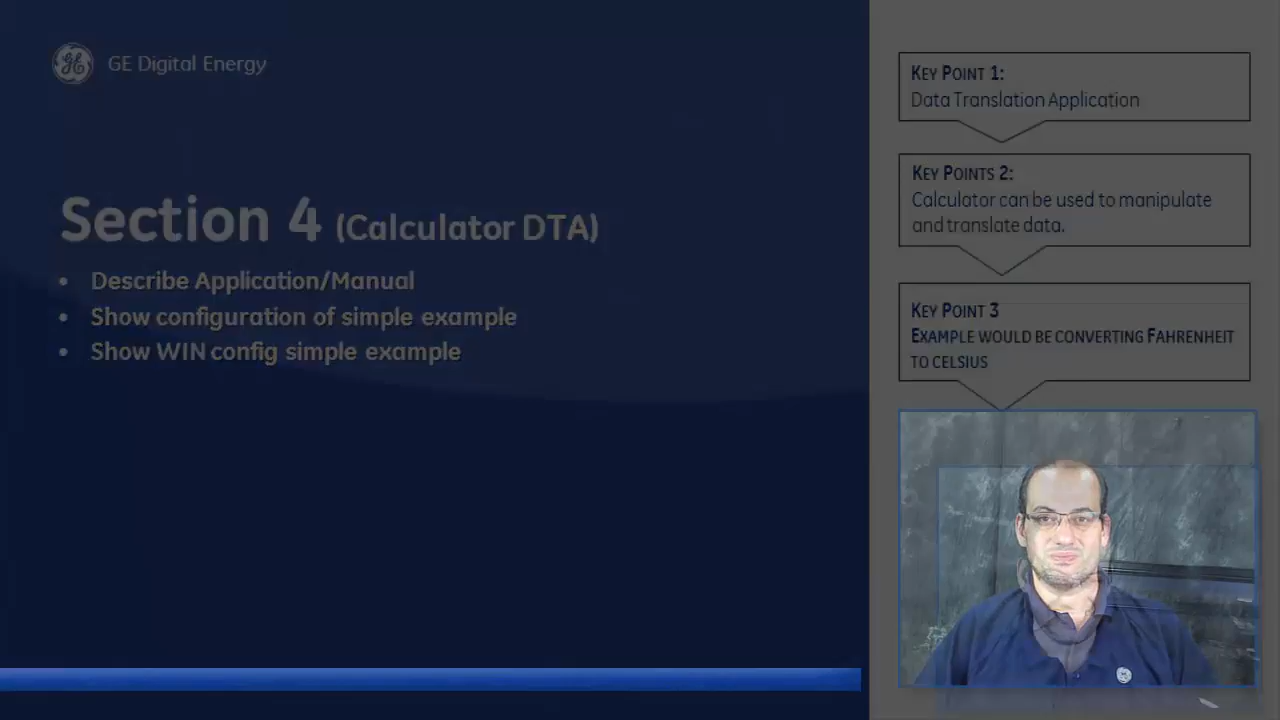 GE Digital Energy
Section 4 (Calculator DTA)
• Describe Application/Manual
• Show configuration of simple example
• Show WIN config simple example
KEY POINT 1:
Data Translation Application
KEY POINTS 2:
Calculator can be used to manipulate
and translate data.
KEY POINT 3
EXAMPLE WOULD BE CONVERTING FAHRENHEIT
TO CELSIUS